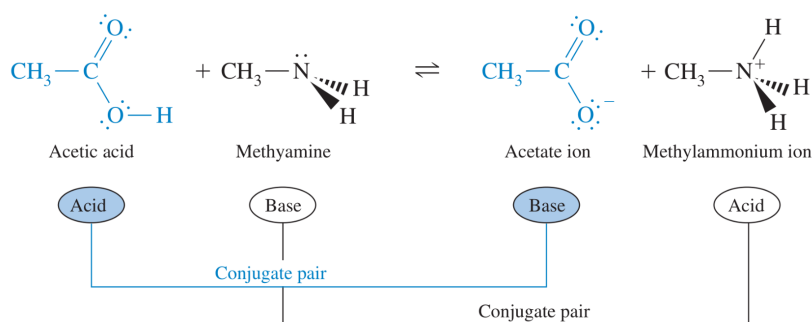 O O H
CH₃—C + CH₃—N H ⇌ CH₃—C + CH₃—N⁺ H
O—H H O⁻ H
Acetic acid Methyamine Acetate ion Methylammonium ion
Acid Base Base Acid
Conjugate pair
Conjugate pair